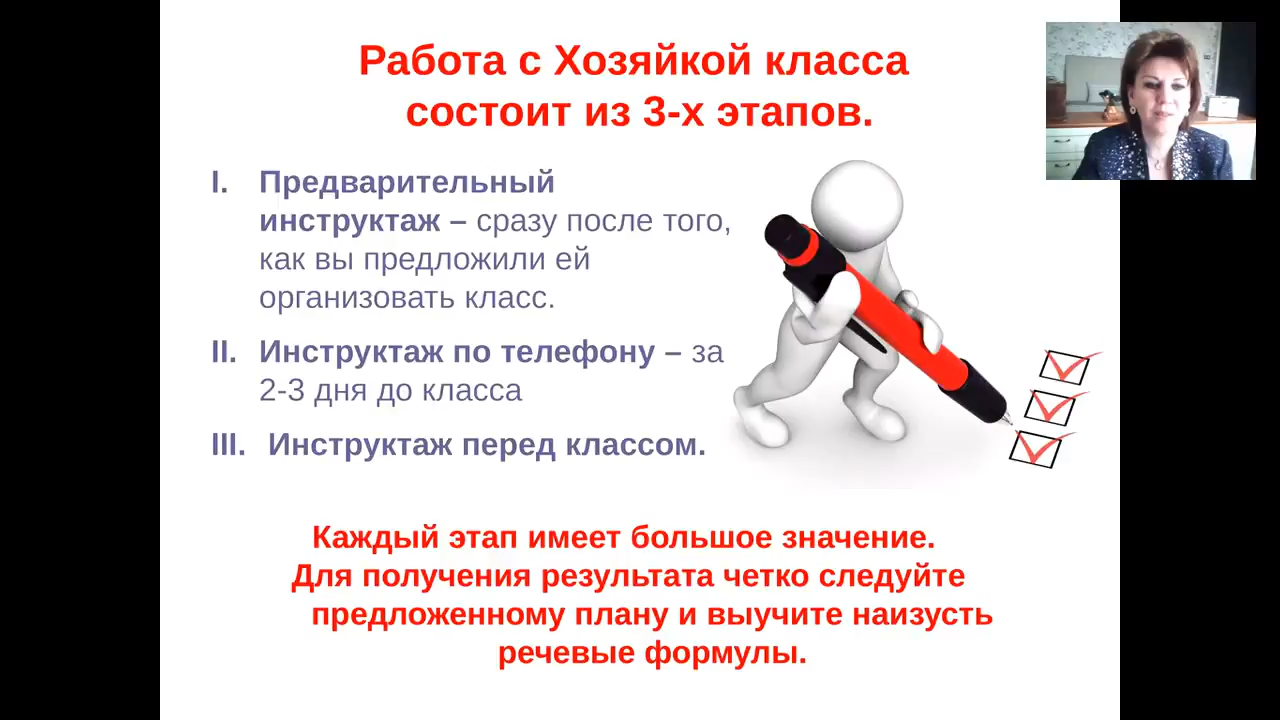 Работа с Хозяйкой класса
состоит из 3-х этапов.
I. Предварительный
инструктаж – сразу после того,
как вы предложили ей
организовать класс.
II. Инструктаж по телефону – за
2-3 дня до класса
III. Инструктаж перед классом.
Каждый этап имеет большое значение.
Для получения результата четко следуйте
предложенному плану и выучите наизусть
речевые формулы.